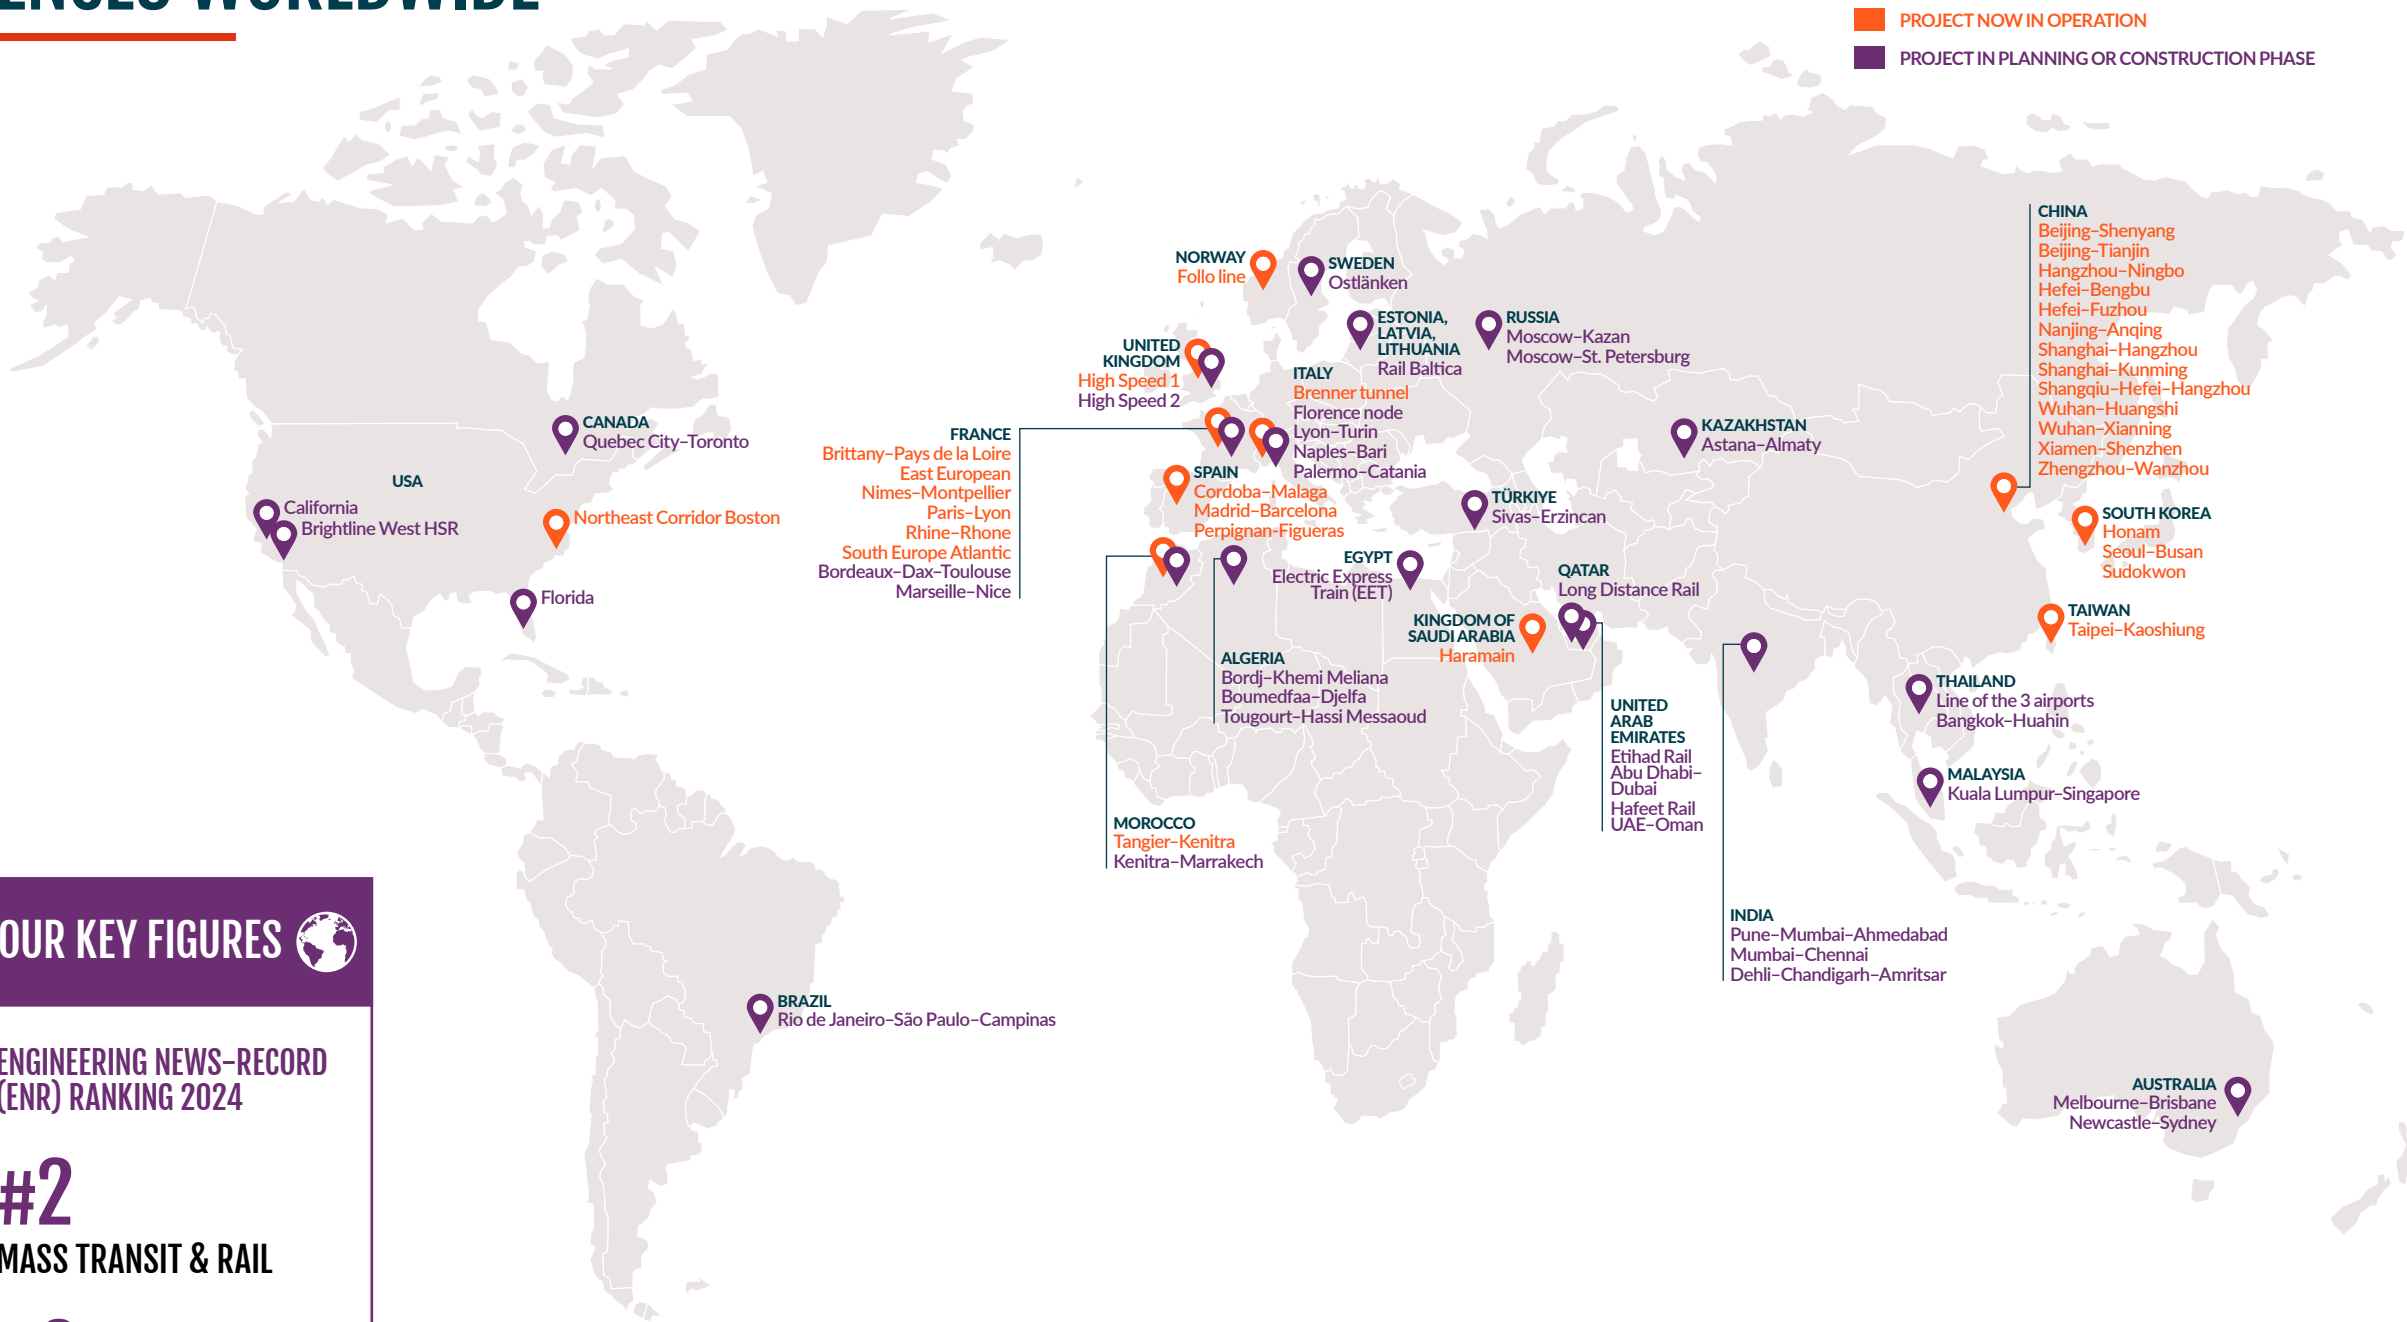 PROJECT NOW IN OPERATION
PROJECT IN PLANNING OR CONSTRUCTION PHASE
CANADA
Quebec City–Toronto
USA
California
Brightline West HSR
Northeast Corridor Boston
Florida
BRAZIL
Rio de Janeiro–São Paulo–Campinas
NORWAY
Follo line
SWEDEN
Ostlänken
ESTONIA,
LATVIA,
LITHUANIA
Rail Baltica
RUSSIA
Moscow–Kazan
Moscow–St. Petersburg
UNITED
KINGDOM
High Speed 1
High Speed 2
ITALY
Brenner tunnel
Florence node
Lyon–Turin
Naples–Bari
Palermo–Catania
FRANCE
Brittany–Pays de la Loire
East European
Nimes–Montpellier
Paris–Lyon
Rhine–Rhone
South Europe Atlantic
Bordeaux–Dax–Toulouse
Marseille–Nice
SPAIN
Cordoba–Malaga
Madrid–Barcelona
Perpignan-Figueras
KAZAKHSTAN
Astana–Almaty
TÜRKIYE
Sivas–Erzincan
EGYPT
Electric Express
Train (EET)
QATAR
Long Distance Rail
KINGDOM OF
SAUDI ARABIA
Haramain
ALGERIA
Bordj–Khemi Meliana
Boumedfaa–Djelfa
Tougourt–Hassi Messaoud
MOROCCO
Tangier–Kenitra
Kenitra–Marrakech
UNITED
ARAB
EMIRATES
Etihad Rail
Abu Dhabi–
Dubai
Hafeet Rail
UAE–Oman
INDIA
Pune–Mumbai–Ahmedabad
Mumbai–Chennai
Dehli–Chandigarh–Amritsar
CHINA
Beijing–Shenyang
Beijing–Tianjin
Hangzhou–Ningbo
Hefei–Bengbu
Hefei–Fuzhou
Nanjing–Anqing
Shanghai–Hangzhou
Shanghai–Kunming
Shangqiu–Hefei–Hangzhou
Wuhan–Huangshi
Wuhan–Xianning
Xiamen–Shenzhen
Zhengzhou–Wanzhou
SOUTH KOREA
Honam
Seoul–Busan
Sudokwon
TAIWAN
Taipei–Kaoshiung
THAILAND
Line of the 3 airports
Bangkok–Huahin
MALAYSIA
Kuala Lumpur–Singapore
AUSTRALIA
Melbourne–Brisbane
Newcastle–Sydney
OUR KEY FIGURES
ENGINEERING NEWS-RECORD
(ENR) RANKING 2024
#2
MASS TRANSIT & RAIL